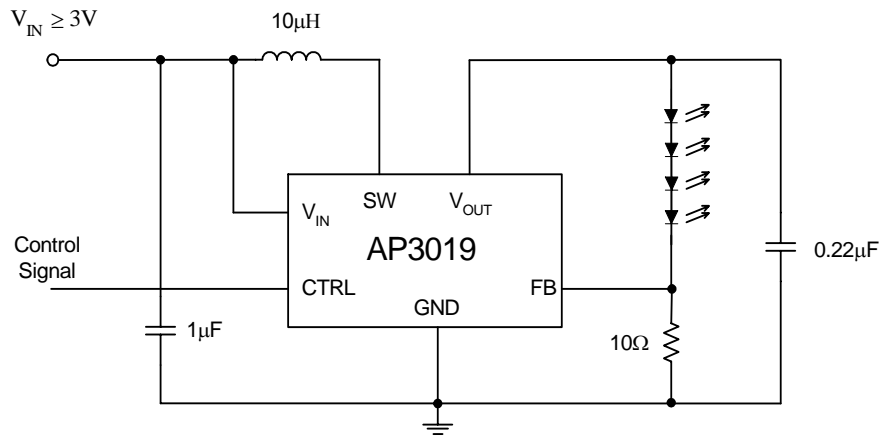 V_IN ≥ 3V
10μH
V_IN
SW
V_OUT
AP3019
Control
Signal
CTRL
FB
GND
0.22μF
1μF
10Ω